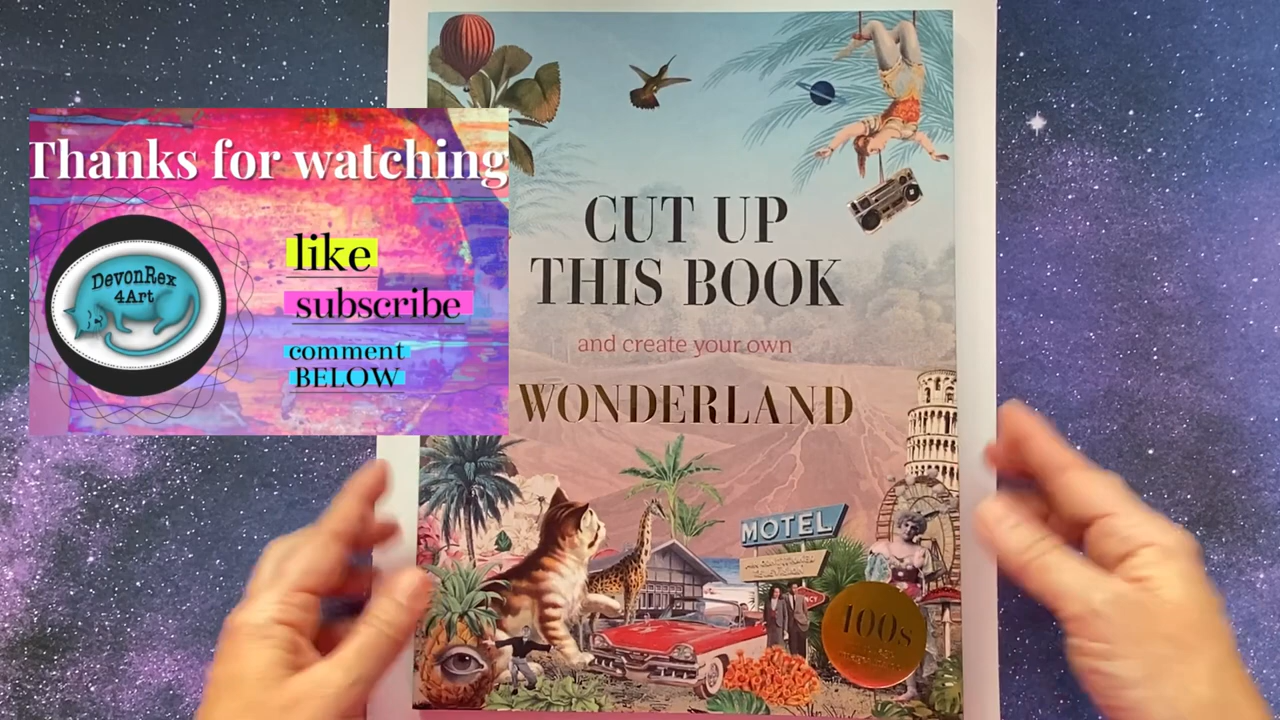 Thanks for watching
DevonRex
4Art
like
subscribe
comment
BELOW
CUT UP
THIS BOOK
and create your own
WONDERLAND
MOTEL
100s